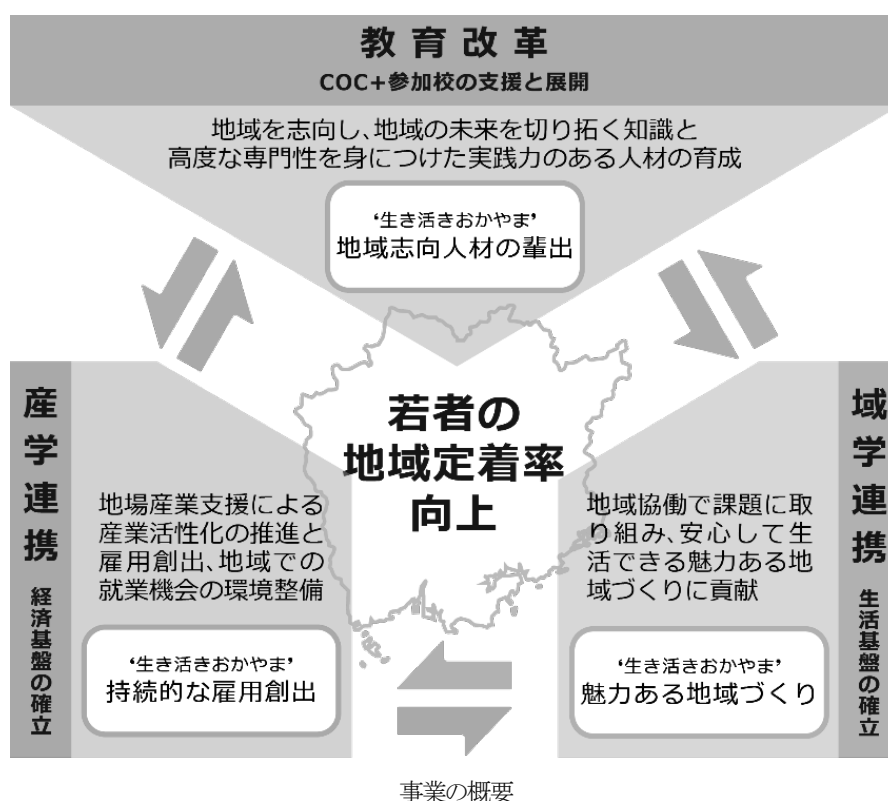 教育改革
COC+参加校の支援と展開
地域を志向し、地域の未来を切り拓く知識と
高度な専門性を身につけた実践力のある人材の育成
‘生き活きおかやま’
地域志向人材の輩出
若者の
地域定着率
向上
産学連携 経済基盤の確立
地場産業支援による
産業活性化の推進と
雇用創出、地域での
就業機会の環境整備
‘生き活きおかやま’
持続的な雇用創出
域学連携 生活基盤の確立
地域協働で課題に取
り組み、安心して生
活できる魅力ある地
域づくりに貢献
‘生き活きおかやま’
魅力ある地域づくり
事業の概要